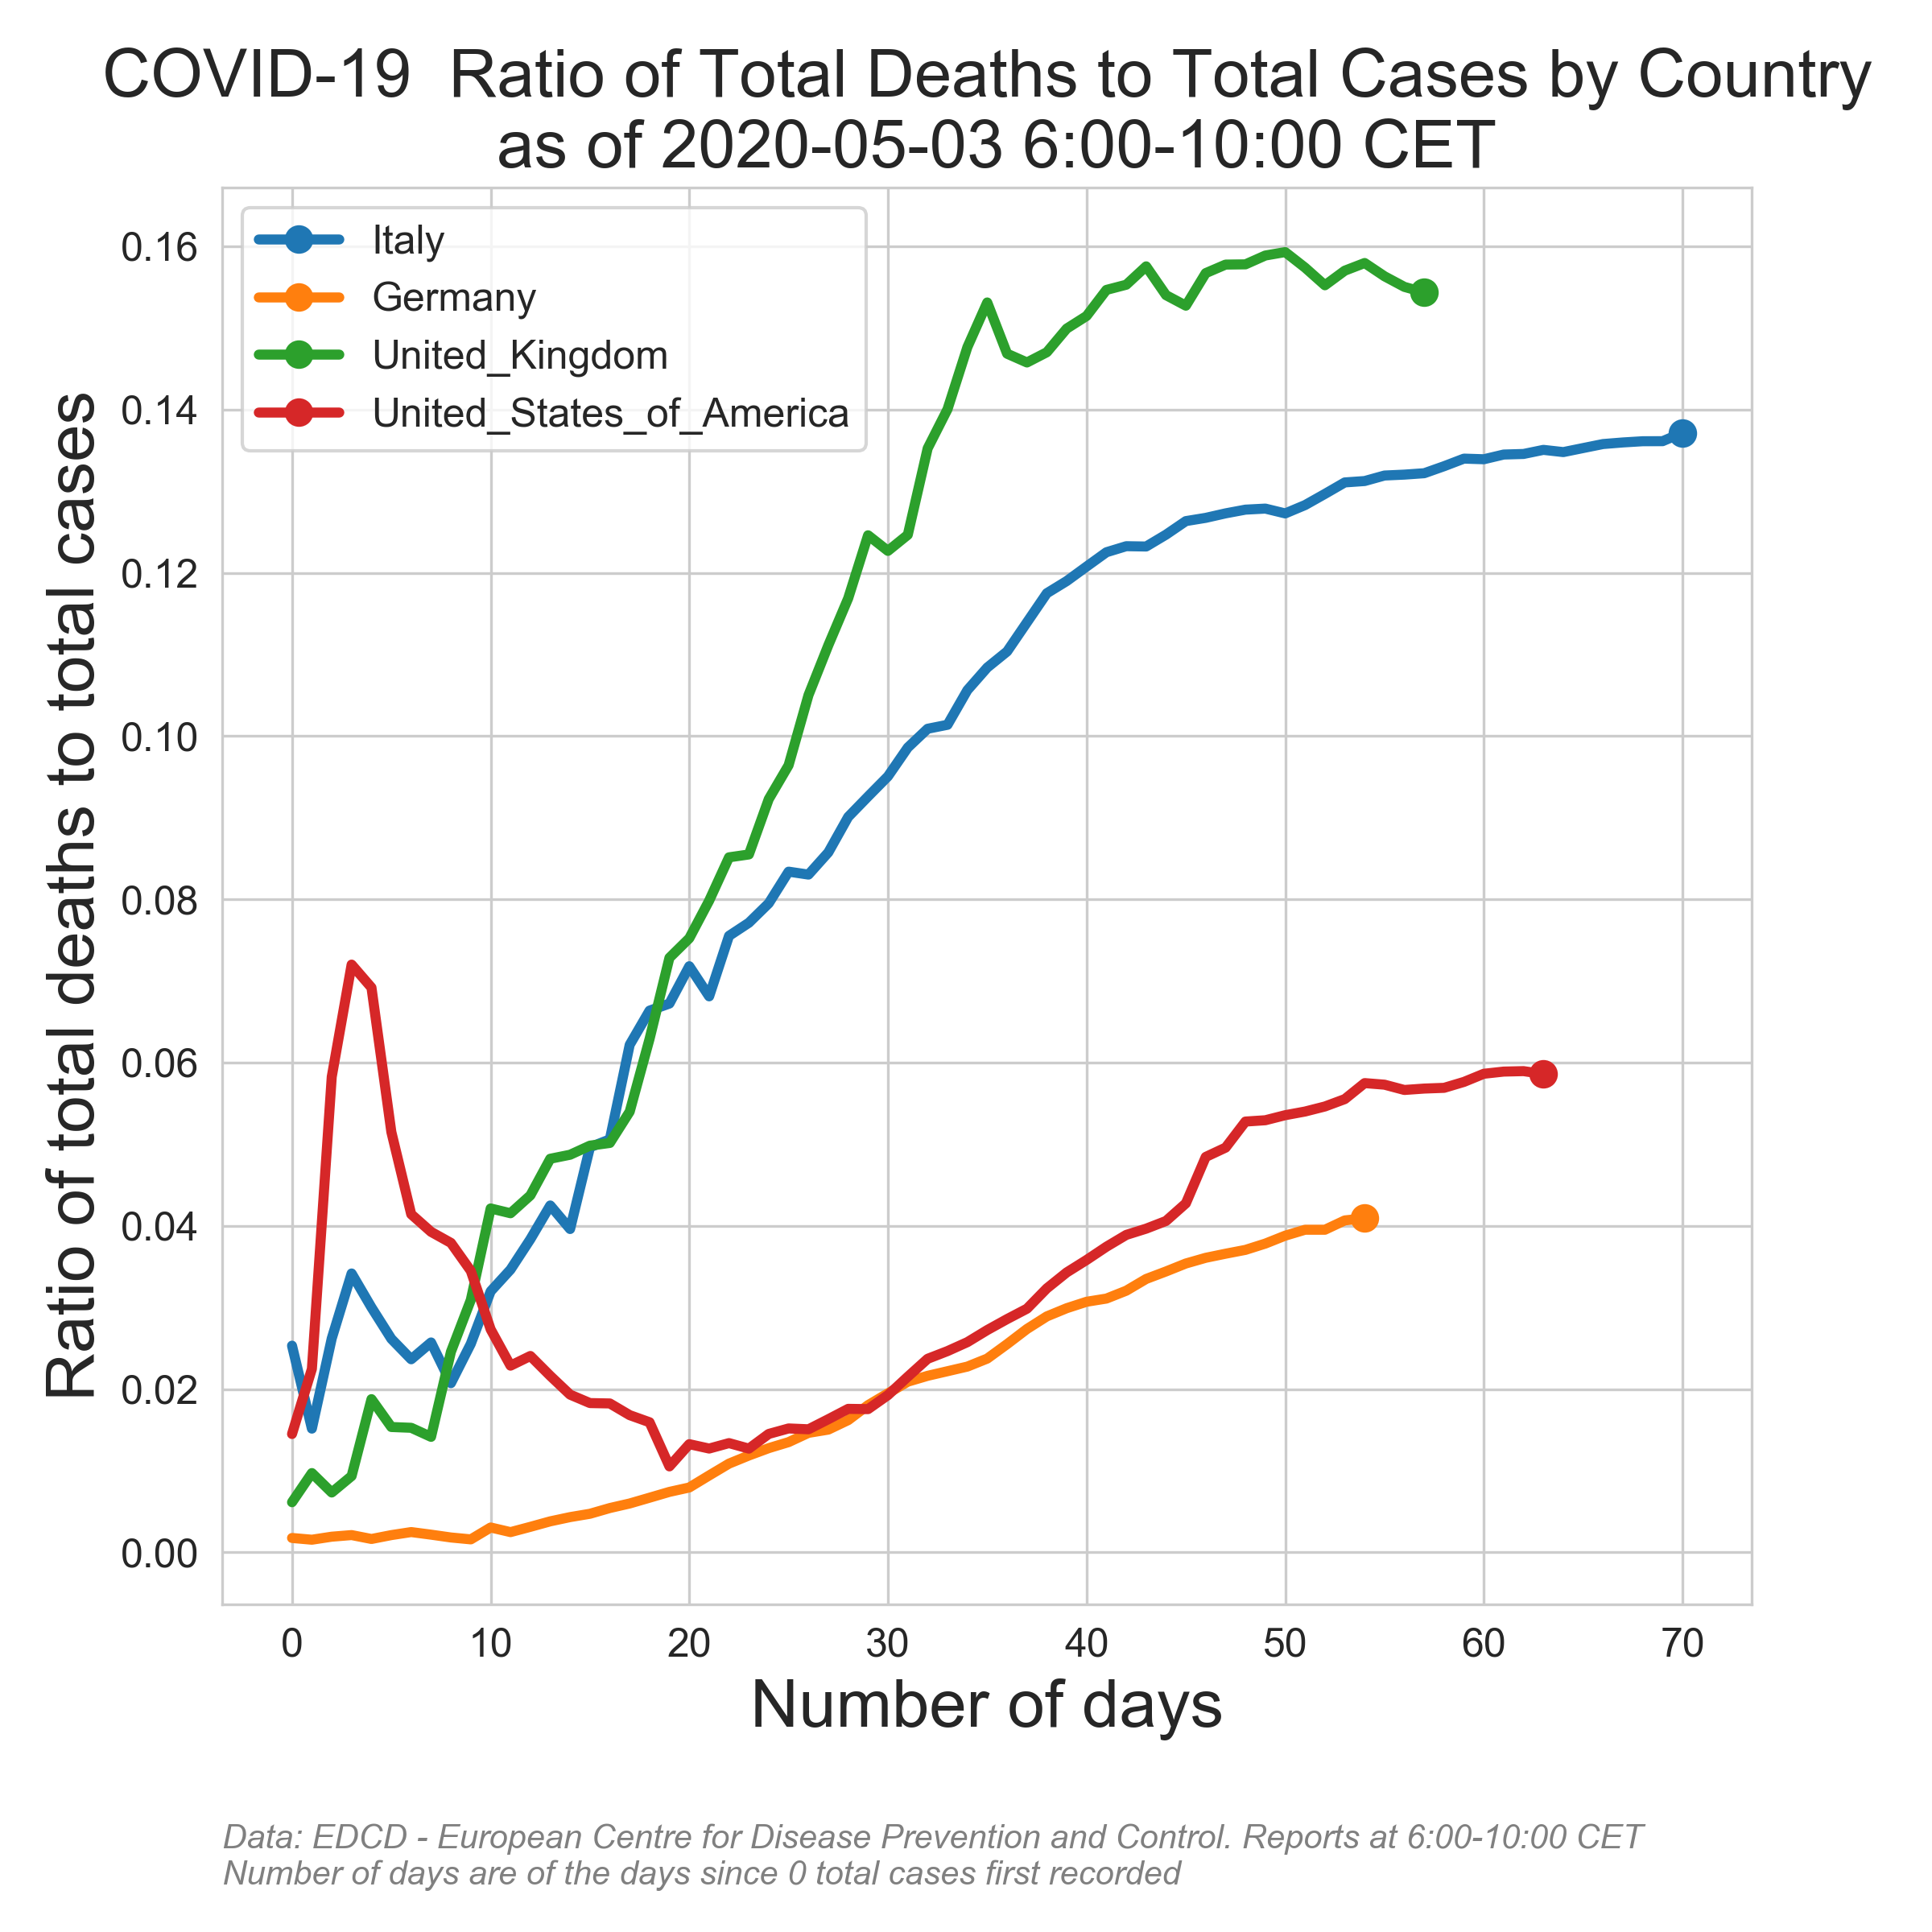 COVID-19  Ratio of Total Deaths to Total Cases by Country
as of 2020-05-03 6:00-10:00 CET
Italy
Germany
United_Kingdom
United_States_of_America
Ratio of total deaths to total cases
0.16
0.14
0.12
0.10
0.08
0.06
0.04
0.02
0.00
0 10 20 30 40 50 60 70
Number of days
Data: EDCD - European Centre for Disease Prevention and Control. Reports at 6:00-10:00 CET
Number of days are of the days since 0 total cases first recorded